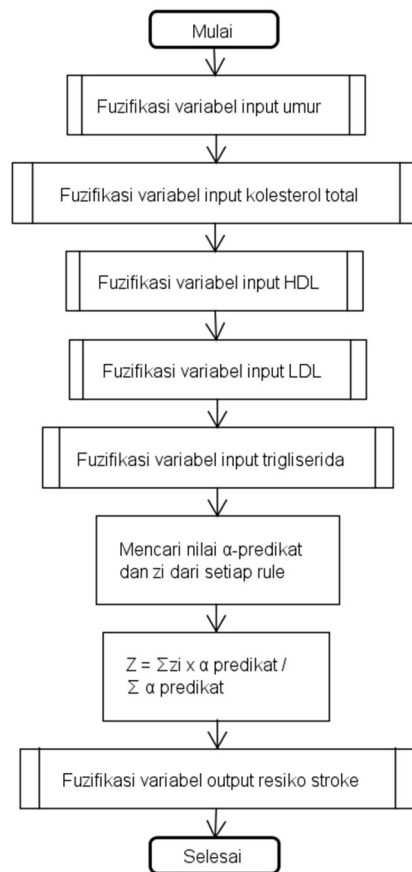 Mulai
Fuzifikasi variabel input umur
Fuzifikasi variabel input kolesterol total
Fuzifikasi variabel input HDL
Fuzifikasi variabel input LDL
Fuzifikasi variabel input trigliserida
Mencari nilai α-predikat
dan zi dari setiap rule
Z = Σzi x α predikat /
Σ α predikat
Fuzifikasi variabel output resiko stroke
Selesai